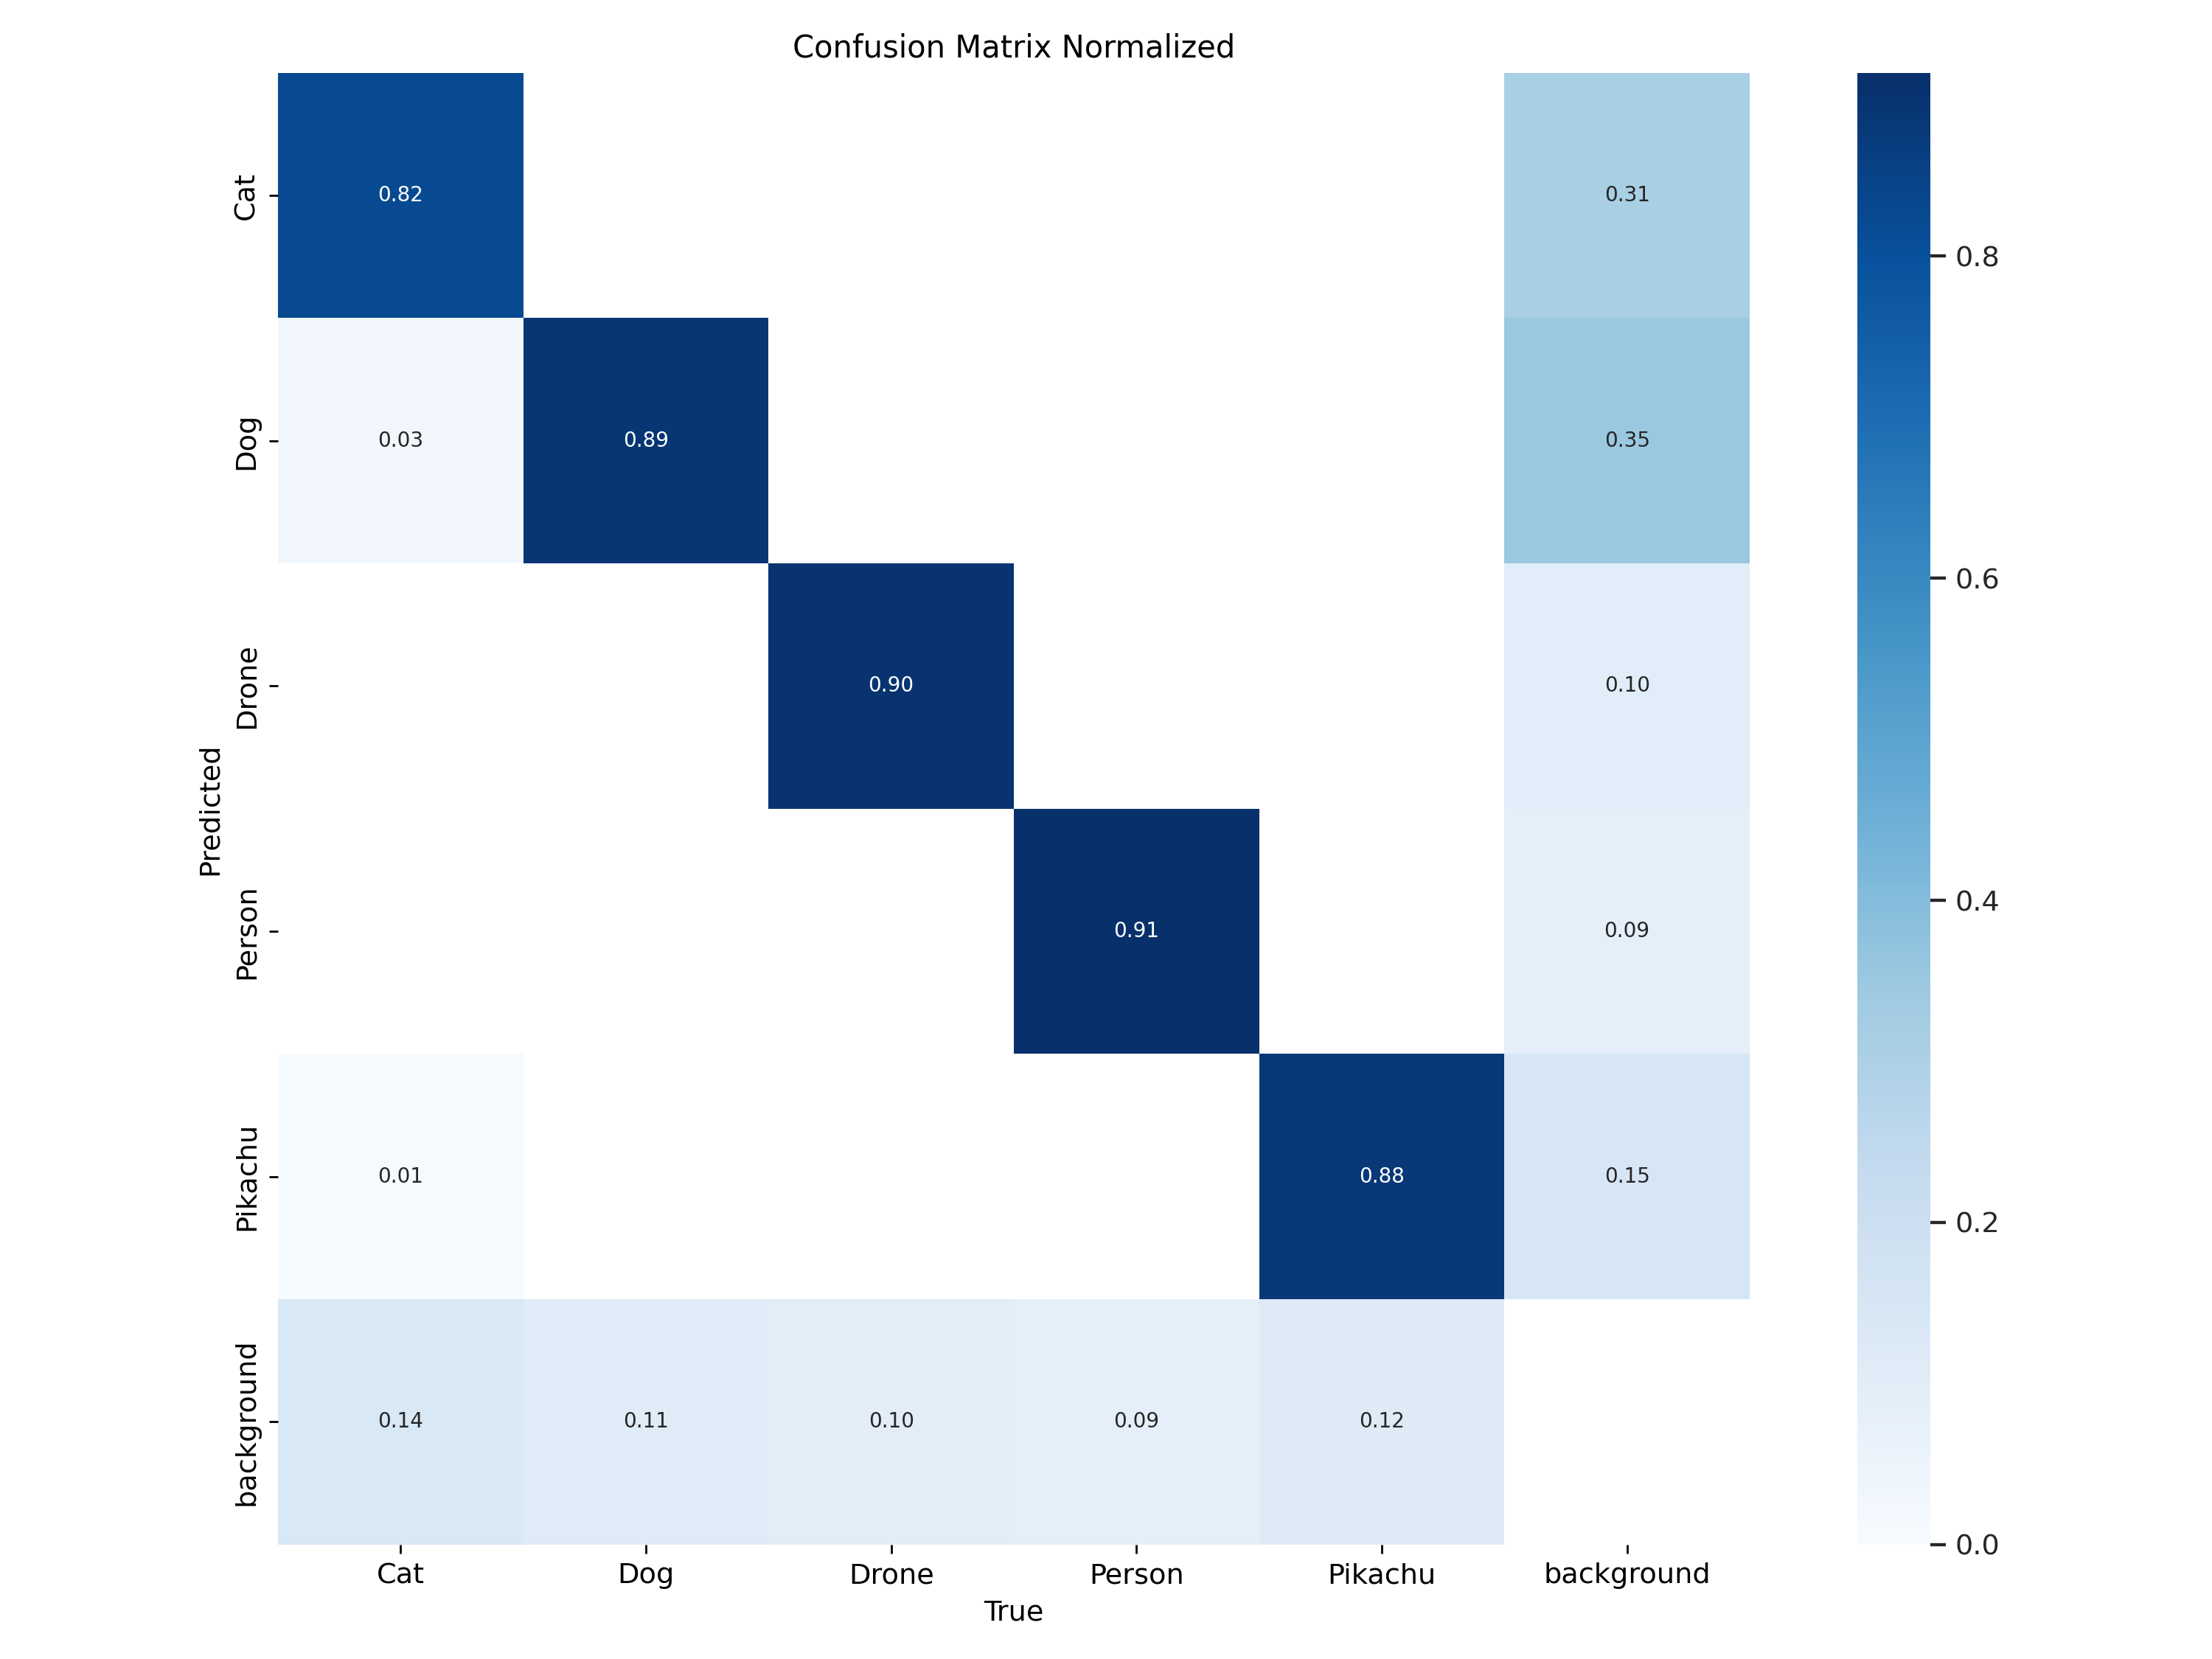 Confusion Matrix Normalized
Predicted
Cat
0.82
0.31
Dog
0.03
0.89
0.35
Drone
0.90
0.10
Person
0.91
0.09
Pikachu
0.01
0.88
0.15
background
0.14
0.11
0.10
0.09
0.12
Cat
Dog
Drone
Person
Pikachu
background
True
0.8
0.6
0.4
0.2
0.0